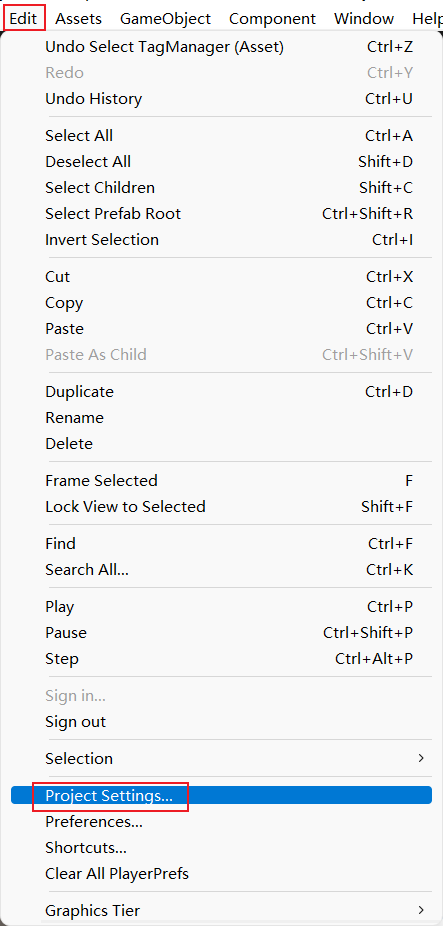 Edit Assets GameObject Component Window Help
Undo Select TagManager (Asset) Ctrl+Z
Redo Ctrl+Y
Undo History Ctrl+U
Select All Ctrl+A
Deselect All Shift+D
Select Children Shift+C
Select Prefab Root Ctrl+Shift+R
Invert Selection Ctrl+I
Cut Ctrl+X
Copy Ctrl+C
Paste Ctrl+V
Paste As Child Ctrl+Shift+V
Duplicate Ctrl+D
Rename
Delete
Frame Selected F
Lock View to Selected Shift+F
Find Ctrl+F
Search All... Ctrl+K
Play Ctrl+P
Pause Ctrl+Shift+P
Step Ctrl+Alt+P
Sign in...
Sign out
Selection
Project Settings...
Preferences...
Shortcuts...
Clear All PlayerPrefs
Graphics Tier